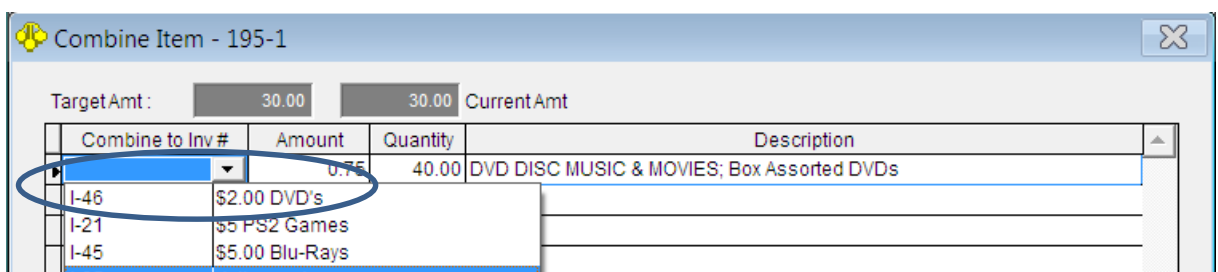 Combine Item - 195-1
Target Amt : 30.00 30.00 Current Amt
Combine to Inv # Amount Quantity Description
0.75 40.00 DVD DISC MUSIC & MOVIES; Box Assorted DVDs
I-46 $2.00 DVD's
I-21 $5 PS2 Games
I-45 $5.00 Blu-Rays